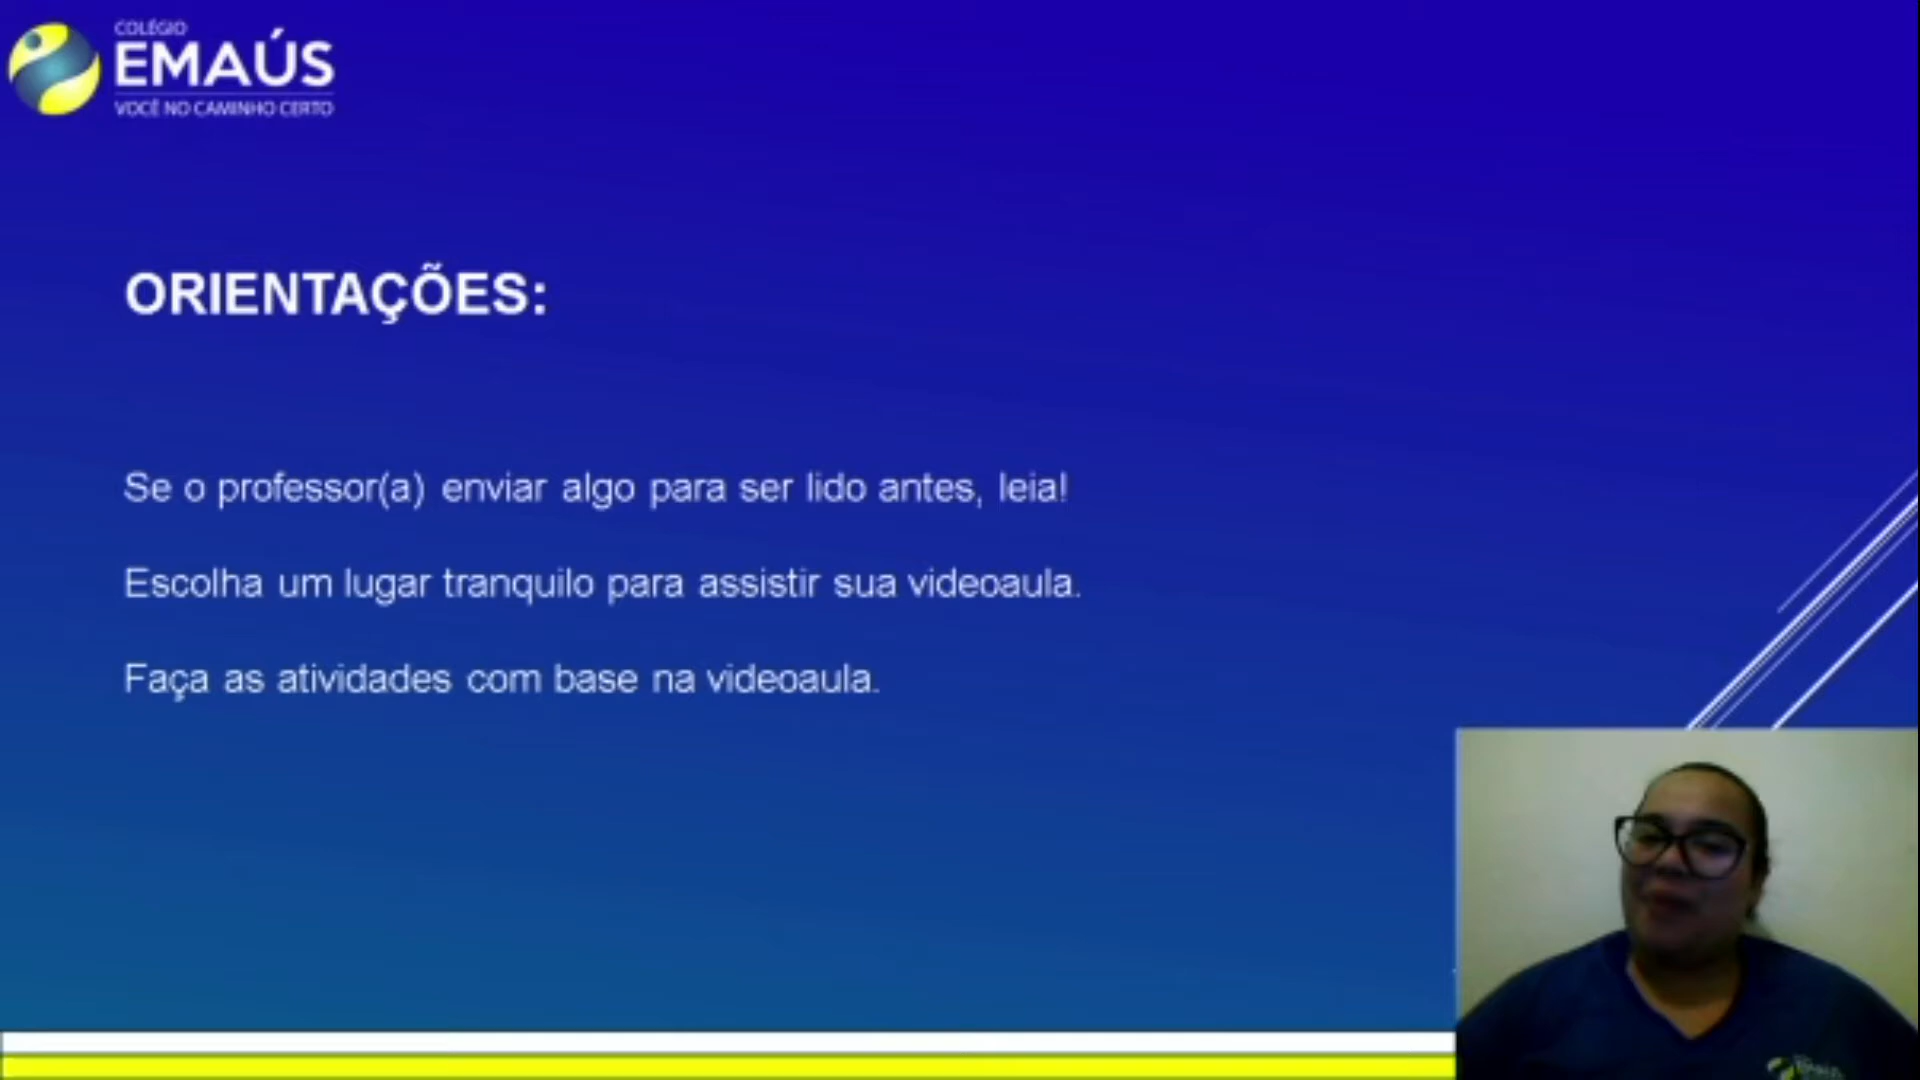 COLÉGIO
EMAÚS
VOCÊ NO CAMINHO CERTO
ORIENTAÇÕES:
Se o professor(a) enviar algo para ser lido antes, leia!
Escolha um lugar tranquilo para assistir sua videoaula.
Faça as atividades com base na videoaula.